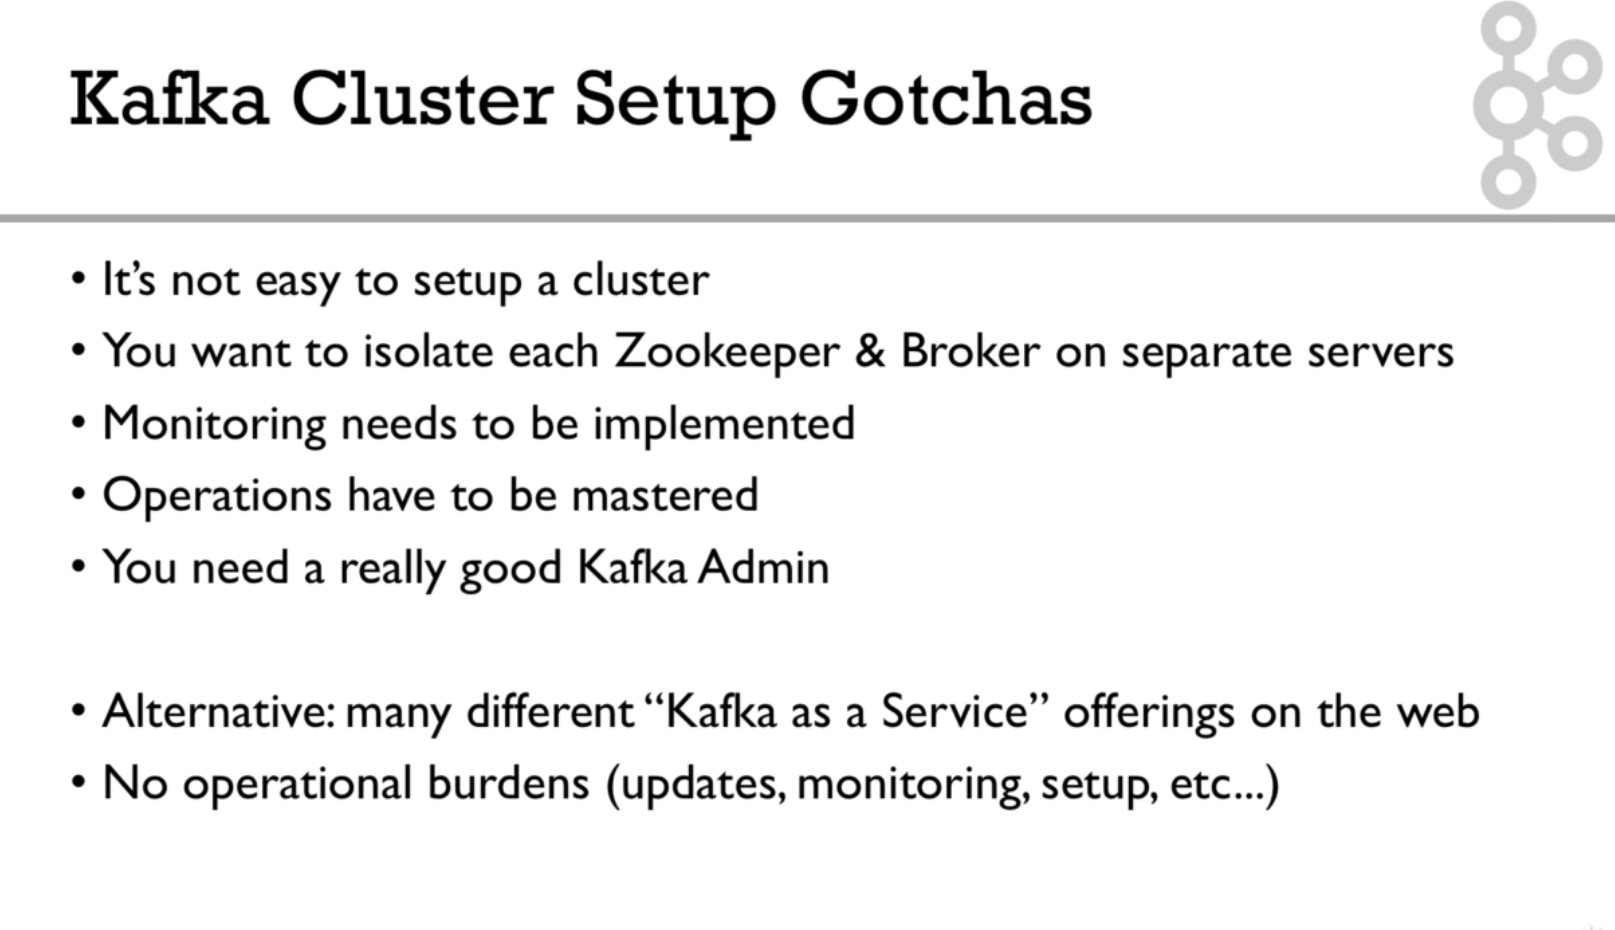 Kafka Cluster Setup Gotchas
• It’s not easy to setup a cluster
• You want to isolate each Zookeeper & Broker on separate servers
• Monitoring needs to be implemented
• Operations have to be mastered
• You need a really good Kafka Admin
• Alternative: many different “Kafka as a Service” offerings on the web
• No operational burdens (updates, monitoring, setup, etc...)